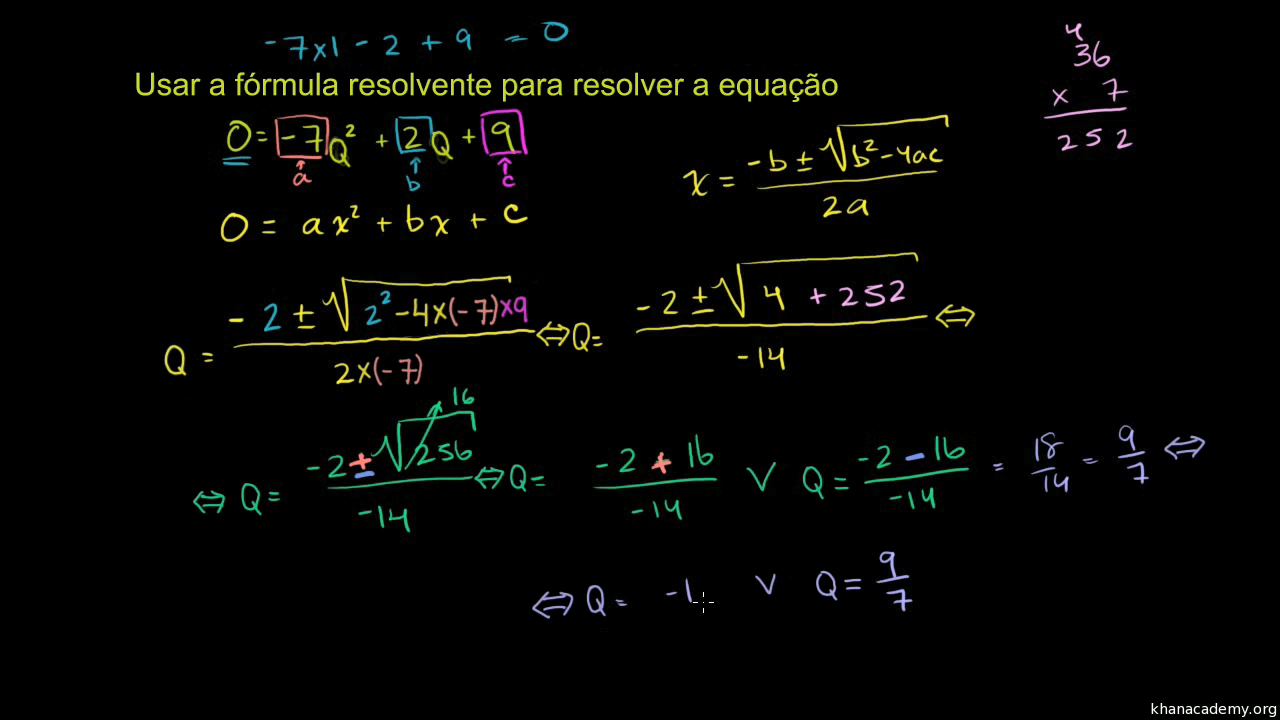 -7x1 - 2 + 9 = 0
4
36
x 7
252
Usar a fórmula resolvente para resolver a equação
0 = -7Q² + 2Q + 9
a b c
x = (-b ± √(b² - 4ac)) / 2a
0 = ax² + bx + c
Q = (-2 ± √(2² - 4x(-7)x9)) / (2x(-7)) ⇔ Q = (-2 ± √(4 + 252)) / -14 ⇔
16
⇔ Q = (-2 ± √256) / -14 ⇔ Q = (-2 + 16) / -14 ∨ Q = (-2 - 16) / -14 = 18/14 = 9/7 ⇔
⇔ Q = -1 ∨ Q = 9/7
khanacademy.org